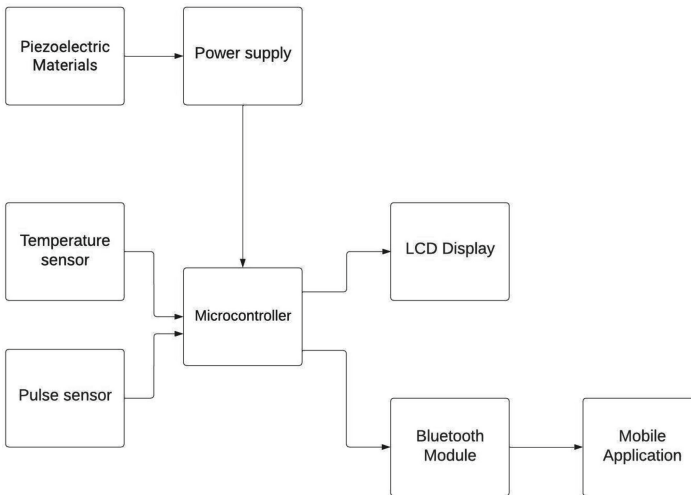 Piezoelectric
Materials
Power supply
Temperature
sensor
LCD Display
Microcontroller
Pulse sensor
Bluetooth
Module
Mobile
Application